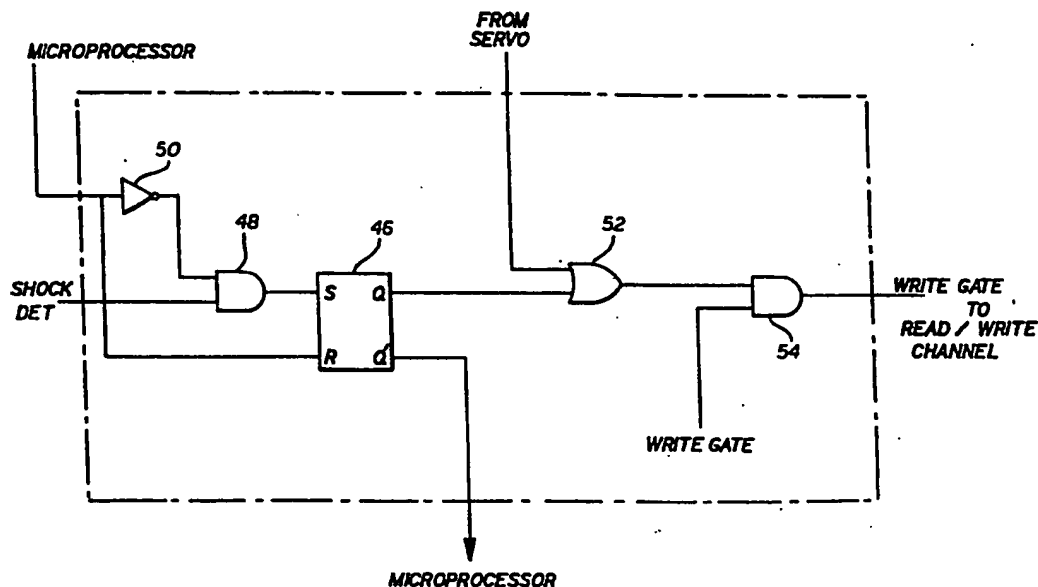 FROM
SERVO
MICROPROCESSOR
50
48
46
52
SHOCK
DET
S
Q
R
Q'
54
WRITE GATE
TO
READ / WRITE
CHANNEL
WRITE GATE
MICROPROCESSOR